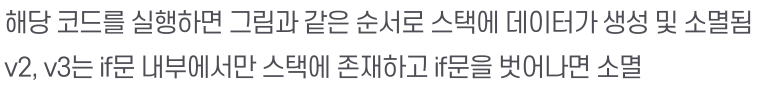 해당 코드를 실행하면 그림과 같은 순서로 스택에 데이터가 생성 및 소멸됨
v2, v3는 if문 내부에서만 스택에 존재하고 if문을 벗어나면 소멸